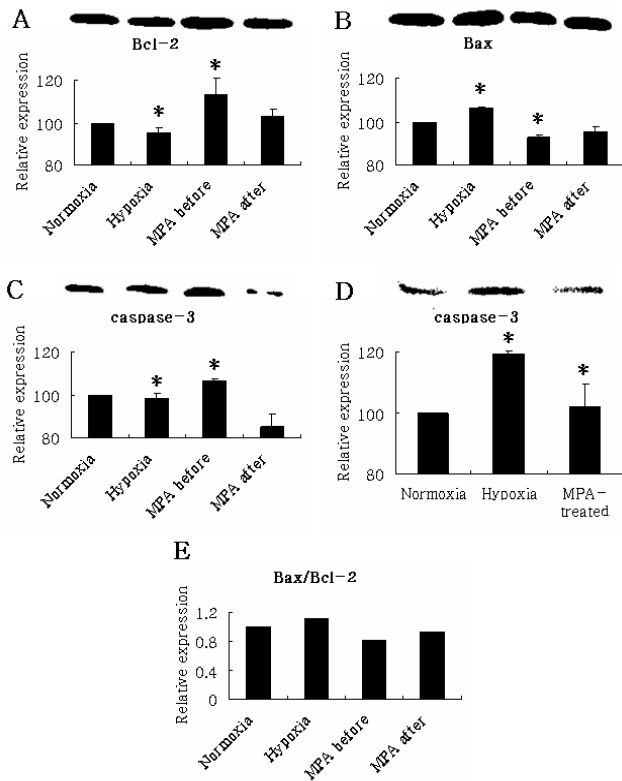 A
Bcl-2
*
*
Relative expression
120
100
80
Normoxia
Hypoxia
MPA before
MPA after
B
Bax
*
*
Relative expression
120
100
80
Normoxia
Hypoxia
MPA before
MPA after
C
caspase-3
*
*
Relative expression
120
100
80
Normoxia
Hypoxia
MPA before
MPA after
D
caspase-3
*
*
Relative expression
120
100
80
Normoxia
Hypoxia
MPA-
treated
E
Bax/Bcl-2
Relative expression
1.2
0.8
0.4
0
Normoxia
Hypoxia
MPA before
MPA after